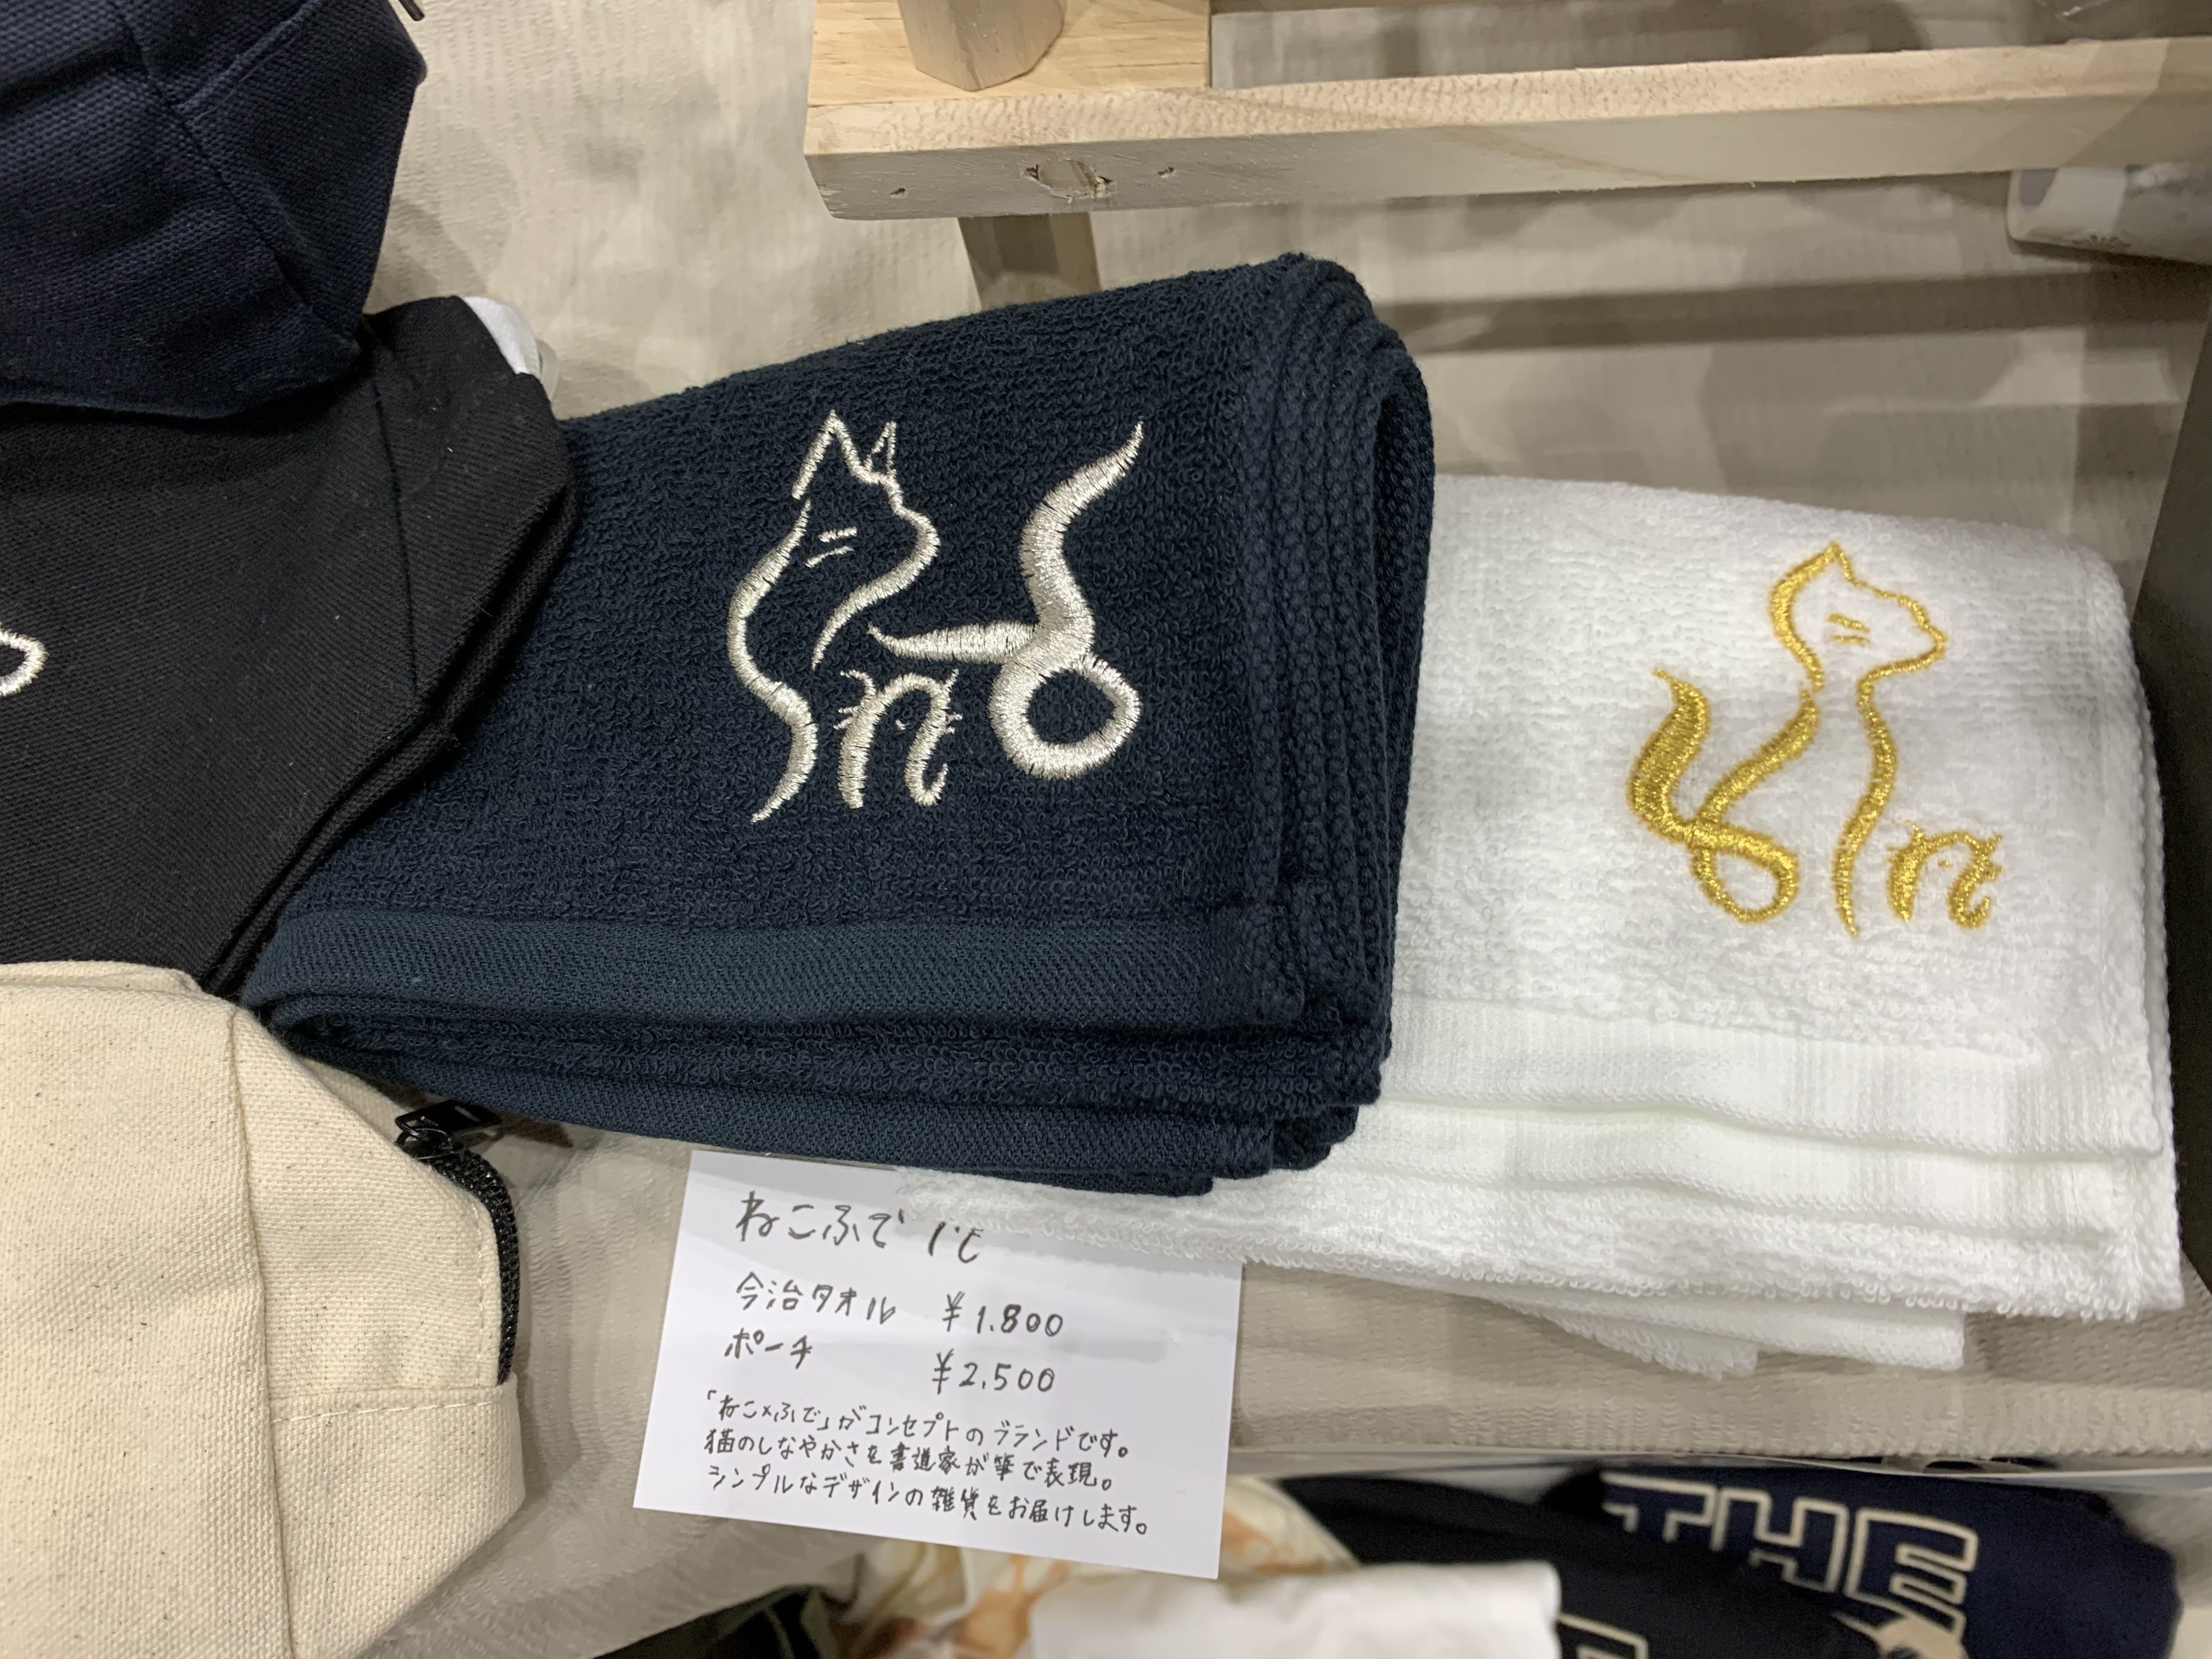 ねこふで
今治タオル ¥1.800
ポーチ ¥2.500
「ねこ×ふで」がコンセプトのブランドです。
猫のしなやかさを書道家が筆で表現。
シンプルなデザインの雑貨をお届けします。
THE